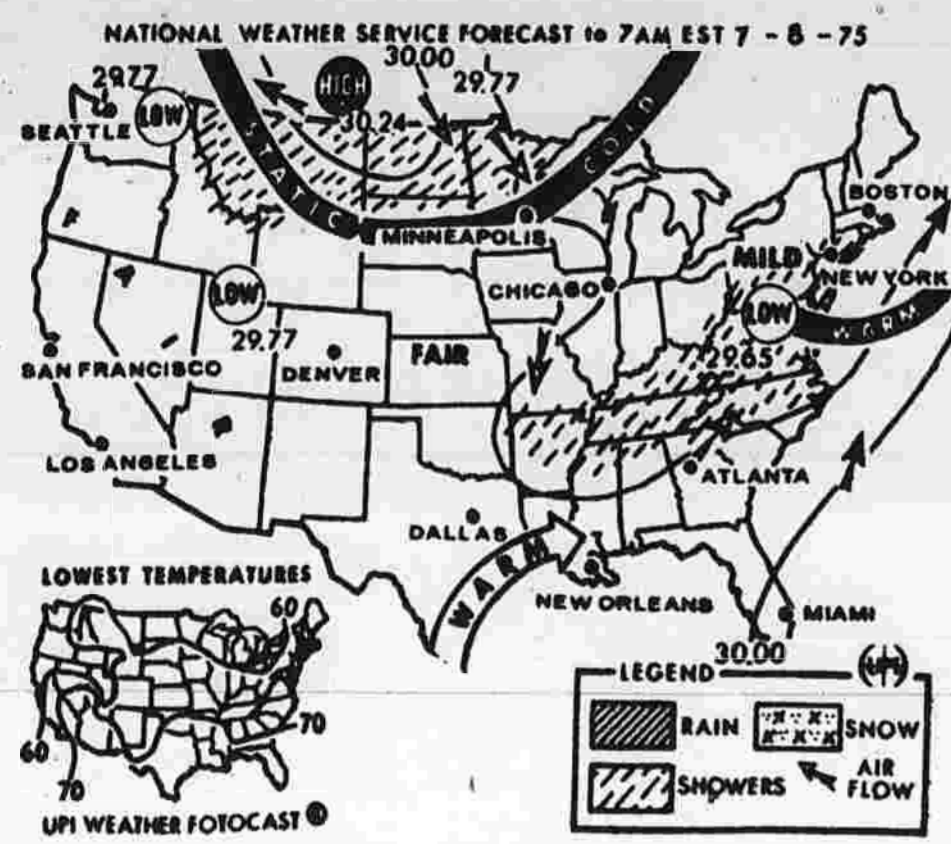 NATIONAL WEATHER SERVICE FORECAST to 7AM EST 7 - 8 - 75
30.00
29.77
29.77
HIGH
SEATTLE
LOW
30.24
STATIC
COLD
BOSTON
MINNEAPOLIS
MILD
NEW YORK
CHICAGO
LOW
LOW
WARM
29.77
29.65
SAN FRANCISCO
DENVER
FAIR
LOS ANGELES
ATLANTA
DALLAS
WARM
NEW ORLEANS
MIAMI
30.00
LOWEST TEMPERATURES
60
70
60
70
UPI WEATHER FOTOCAST ®
LEGEND
UPI
RAIN
SNOW
SHOWERS
AIR
FLOW